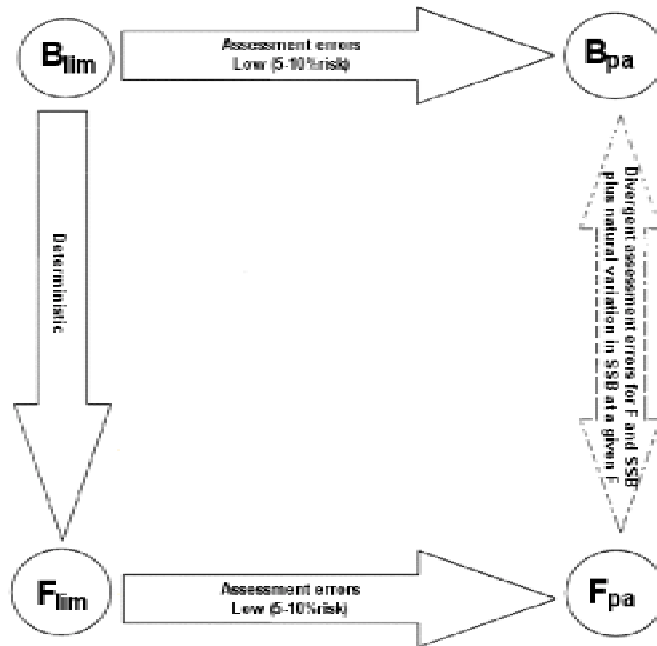 Blim
Assessment errors
Low (5-10%risk)
Bpa
Deterministic
Divergent assessment errors for F and SSB
plus natural variation in SSB at a given F
Flim
Assessment errors
Low (5-10%risk)
Fpa